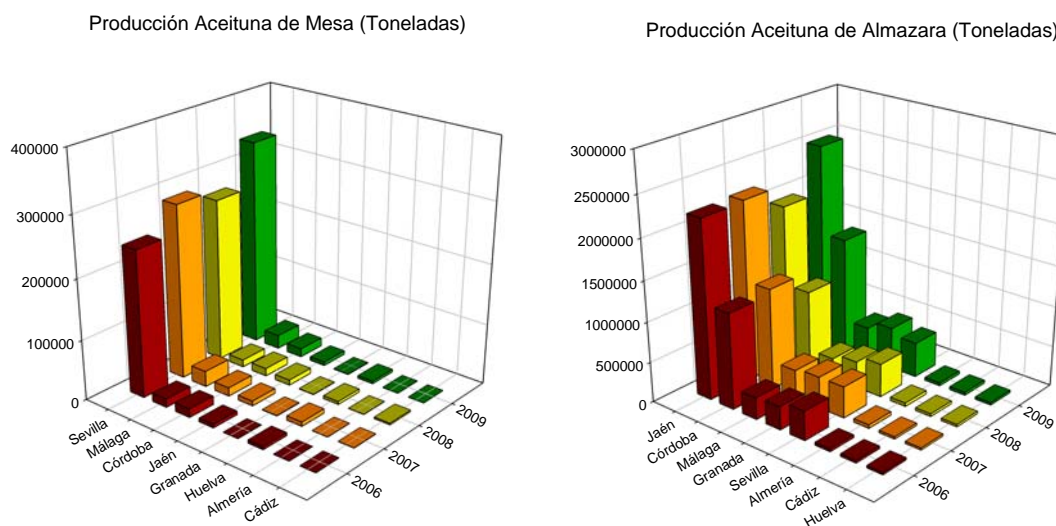 Producción Aceituna de Mesa (Toneladas)
400000
300000
200000
100000
0
Sevilla
Málaga
Córdoba
Jaén
Granada
Huelva
Almería
Cádiz
2006
2007
2008
2009
Producción Aceituna de Almazara (Toneladas)
3000000
2500000
2000000
1500000
1000000
500000
0
Jaén
Córdoba
Málaga
Granada
Sevilla
Almería
Cádiz
Huelva
2006
2007
2008
2009